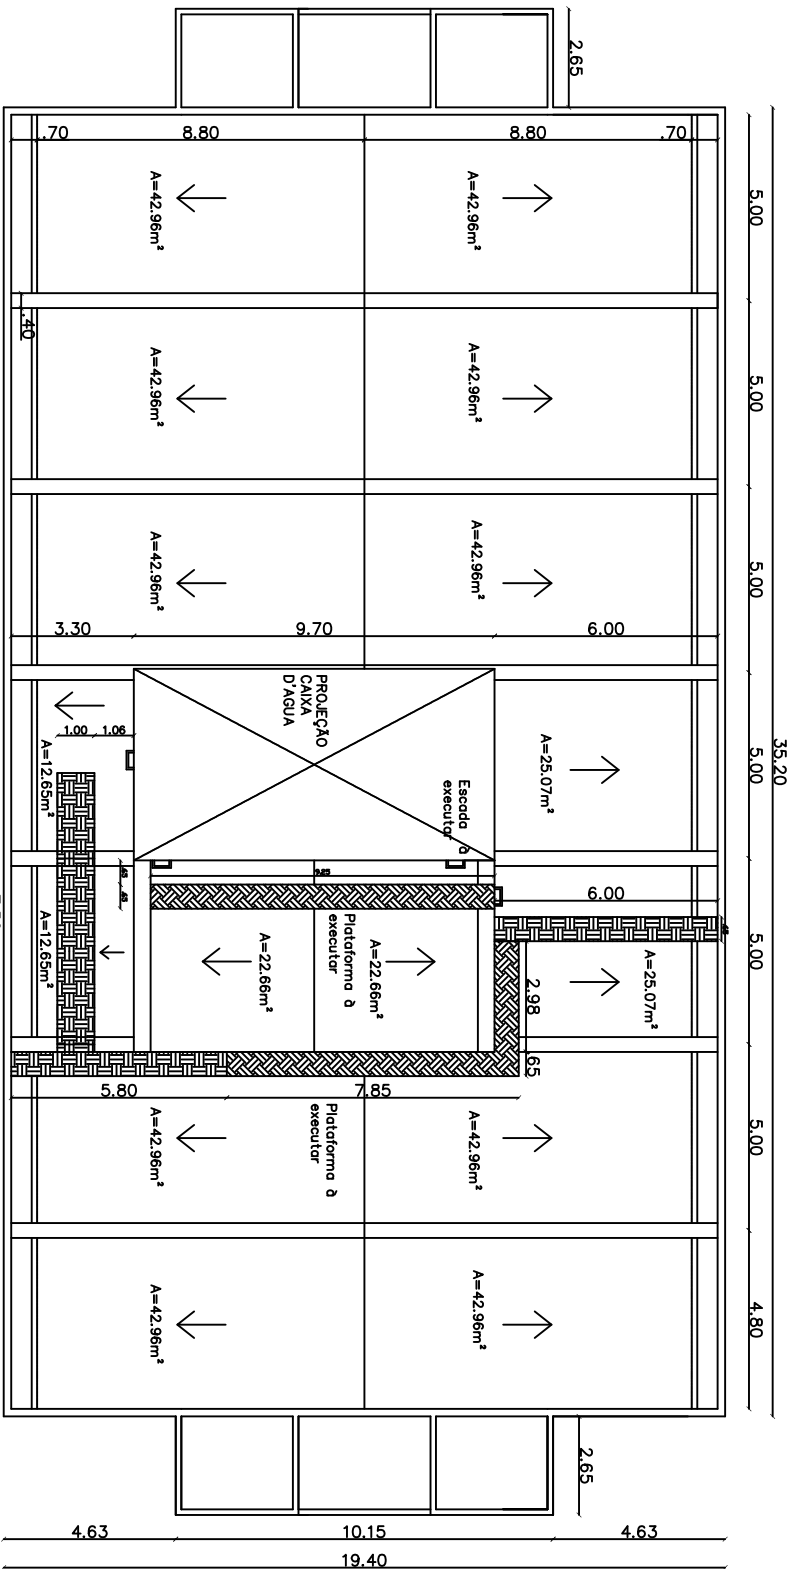 2.65
.70
8.80
8.80
.70
5.00
A=42.96m²
A=42.96m²
.40
5.00
A=42.96m²
A=42.96m²
5.00
A=42.96m²
A=42.96m²
3.30
9.70
6.00
PROJEÇÃO
CAIXA
D'AGUA
1.00
1.06
A=12.65m²
A=25.07m²
5.00
35.20
Escada à
executar
9.25
6.00
A=12.65m²
Plataforma à
executar
A=22.66m²
A=22.66m²
2.98
A=25.07m²
5.00
.65
5.80
7.85
A=42.96m²
Plataforma à
executar
A=42.96m²
5.00
A=42.96m²
A=42.96m²
4.80
2.65
4.63
10.15
4.63
19.40